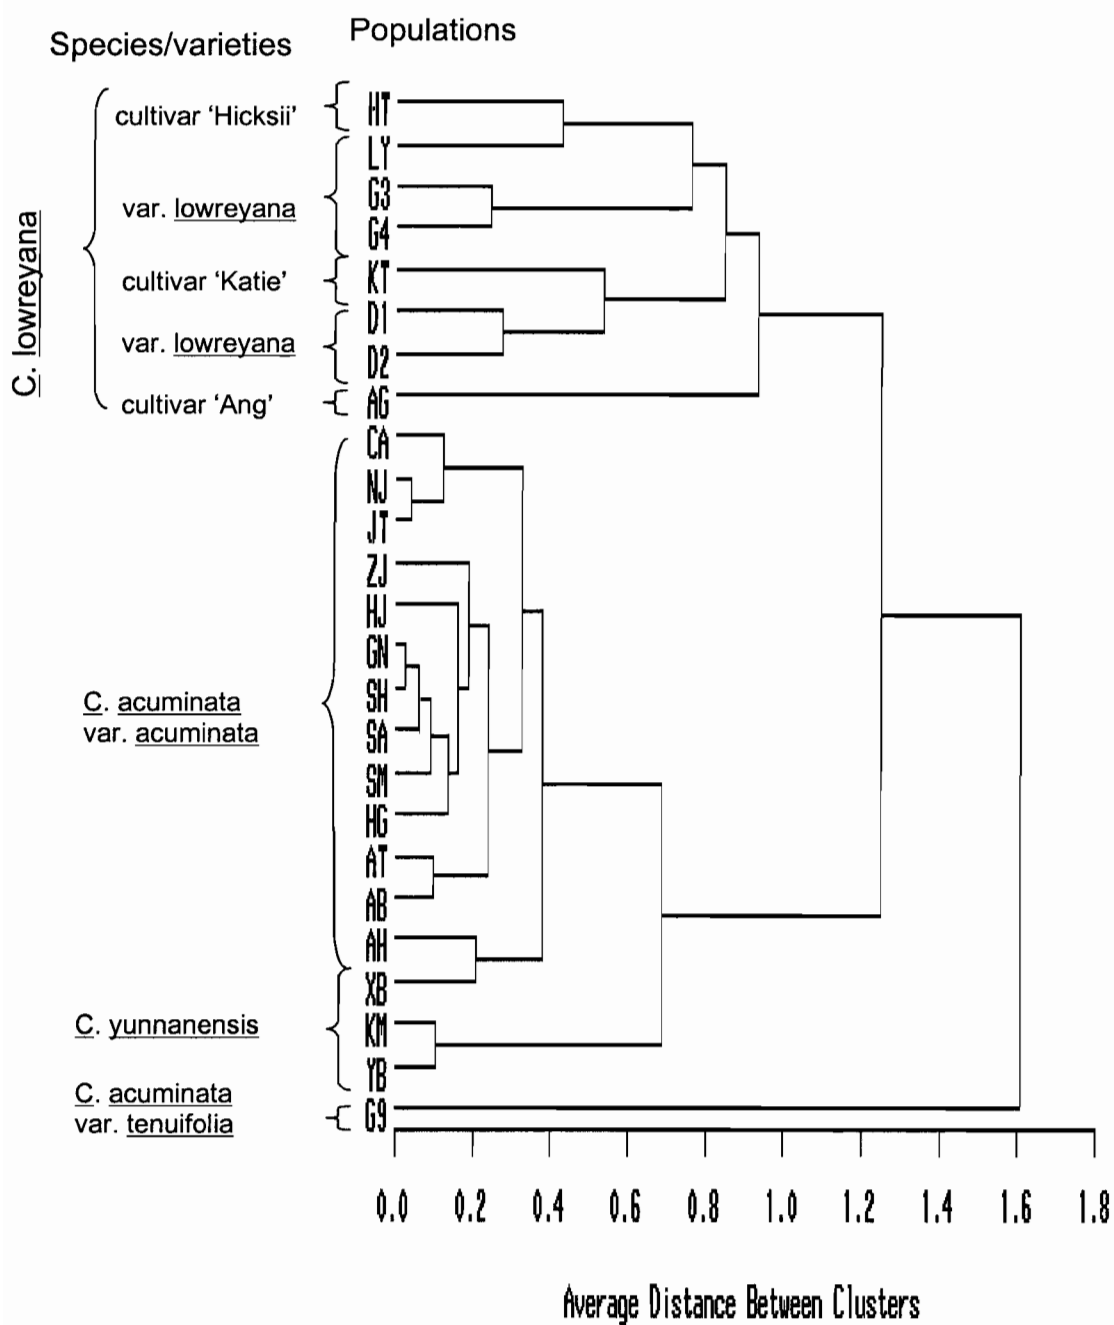 Species/varieties
Populations
C. lowreyana
cultivar ‘Hicksii’
var. lowreyana
cultivar ‘Katie’
var. lowreyana
cultivar ‘Ang’
C. acuminata
var. acuminata
C. yunnanensis
C. acuminata
var. tenuifolia
HT
LY
G3
G4
KT
D1
D2
AG
CA
NJ
JT
ZJ
HJ
GN
SH
SA
SM
HG
AT
AB
AH
XB
KM
YB
G9
0.0 0.2 0.4 0.6 0.8 1.0 1.2 1.4 1.6 1.8
Average Distance Between Clusters